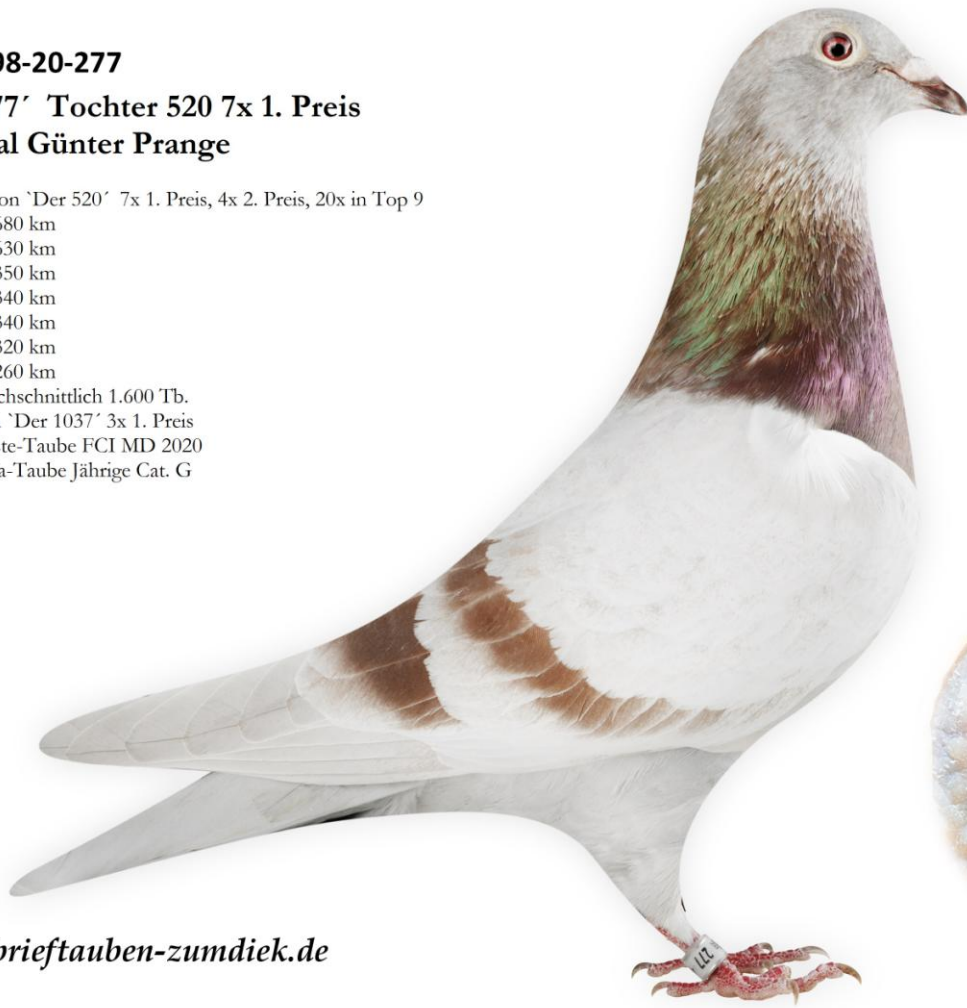 98-20-277
77´ Tochter 520 7x 1. Preis
al Günter Prange
on `Der 520´ 7x 1. Preis, 4x 2. Preis, 20x in Top 9
680 km
630 km
350 km
340 km
340 km
320 km
260 km
chschnittlich 1.600 Tb.
`Der 1037´ 3x 1. Preis
te-Taube FCI MD 2020
a-Taube Jährige Cat. G
brieftauben-zumdiek.de
277